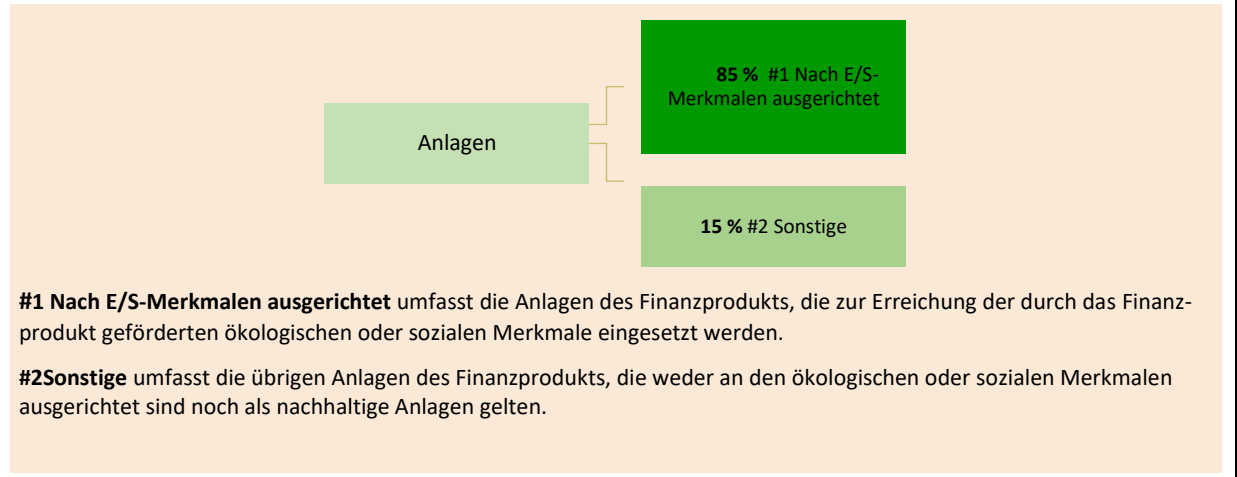 85 % #1 Nach E/S-
Merkmalen ausgerichtet
Anlagen
15 % #2 Sonstige
#1 Nach E/S-Merkmalen ausgerichtet umfasst die Anlagen des Finanzprodukts, die zur Erreichung der durch das Finanz-
produkt geförderten ökologischen oder sozialen Merkmale eingesetzt werden.
#2Sonstige umfasst die übrigen Anlagen des Finanzprodukts, die weder an den ökologischen oder sozialen Merkmalen
ausgerichtet sind noch als nachhaltige Anlagen gelten.